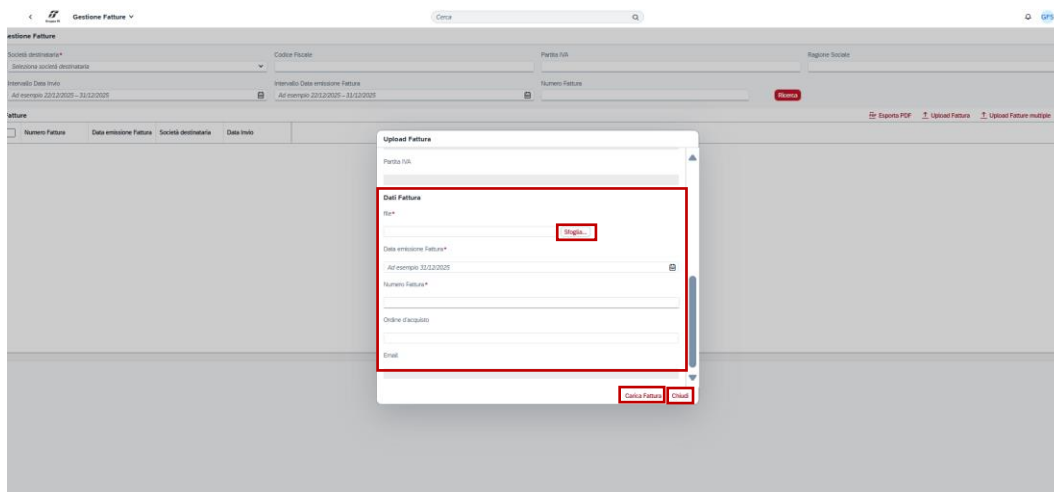 Gestione Fatture
Cerca
GFS
estione Fatture
Società destinataria*
Codice Fiscale
Partita IVA
Ragione Sociale
Seleziona società destinataria
Intervallo Data Invio
Intervallo Data emissione Fattura
Numero Fattura
Ad esempio 22/12/2025 – 31/12/2025
Ad esempio 22/12/2025 – 31/12/2025
Ricerca
atture
Esporta PDF
Upload Fattura
Upload Fatture multiple
Numero Fattura
Data emissione Fattura
Società destinataria
Data Invio
Upload Fattura
Partita IVA
Dati Fattura
file*
Sfoglia...
Data emissione Fattura*
Ad esempio 31/12/2025
Numero Fattura*
Ordine d'acquisto
Email
Carica Fattura
Chiudi